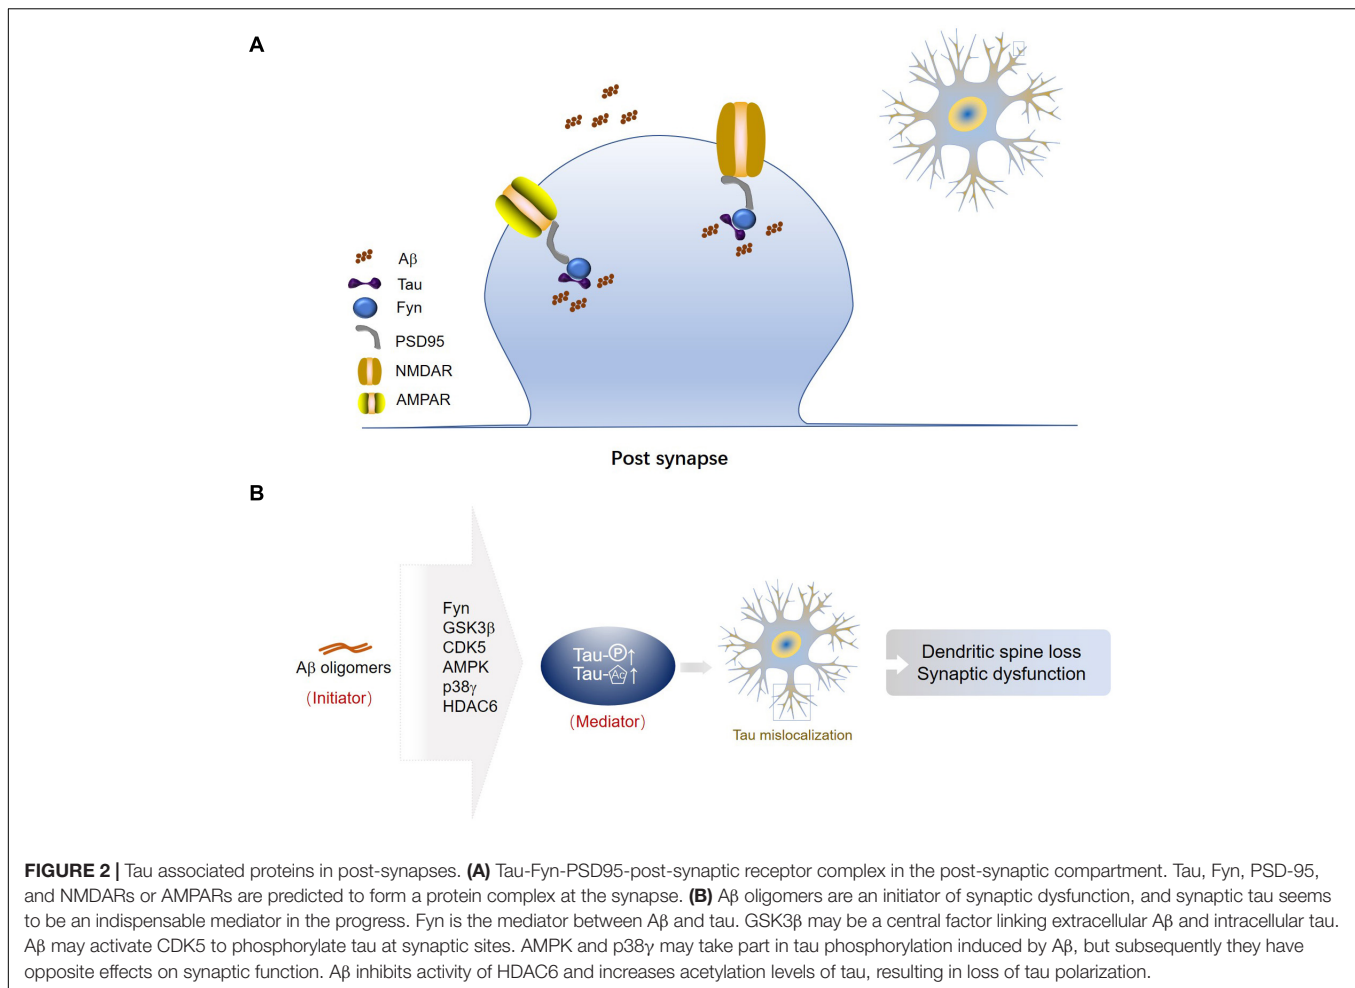 A
Aβ
Tau
Fyn
PSD95
NMDAR
AMPAR
Post synapse
B
Aβ oligomers
(Initiator)
Fyn
GSK3β
CDK5
AMPK
p38γ
HDAC6
Tau-P↑
Tau-Ac↑
(Mediator)
Tau mislocalization
Dendritic spine loss
Synaptic dysfunction
FIGURE 2 | Tau associated proteins in post-synapses. (A) Tau-Fyn-PSD95-post-synaptic receptor complex in the post-synaptic compartment. Tau, Fyn, PSD-95,
and NMDARs or AMPARs are predicted to form a protein complex at the synapse. (B) Aβ oligomers are an initiator of synaptic dysfunction, and synaptic tau seems
to be an indispensable mediator in the progress. Fyn is the mediator between Aβ and tau. GSK3β may be a central factor linking extracellular Aβ and intracellular tau.
Aβ may activate CDK5 to phosphorylate tau at synaptic sites. AMPK and p38γ may take part in tau phosphorylation induced by Aβ, but subsequently they have
opposite effects on synaptic function. Aβ inhibits activity of HDAC6 and increases acetylation levels of tau, resulting in loss of tau polarization.